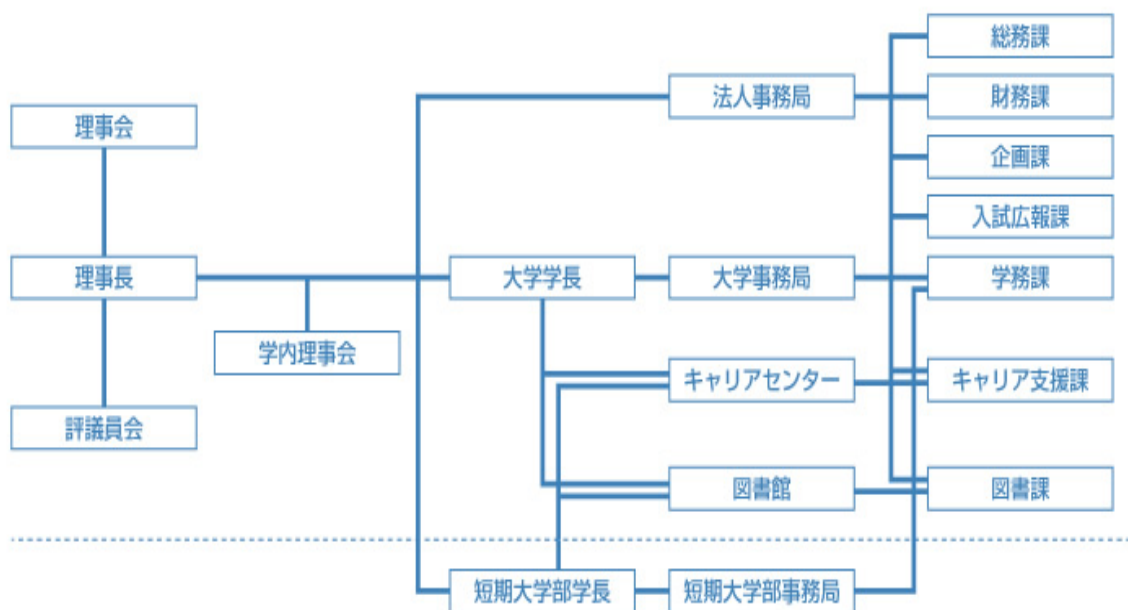 総務課
法人事務局
財務課
理事会
企画課
入試広報課
理事長
大学学長
大学事務局
学務課
学内理事会
キャリアセンター
キャリア支援課
評議員会
図書館
図書課
短期大学部学長
短期大学部事務局